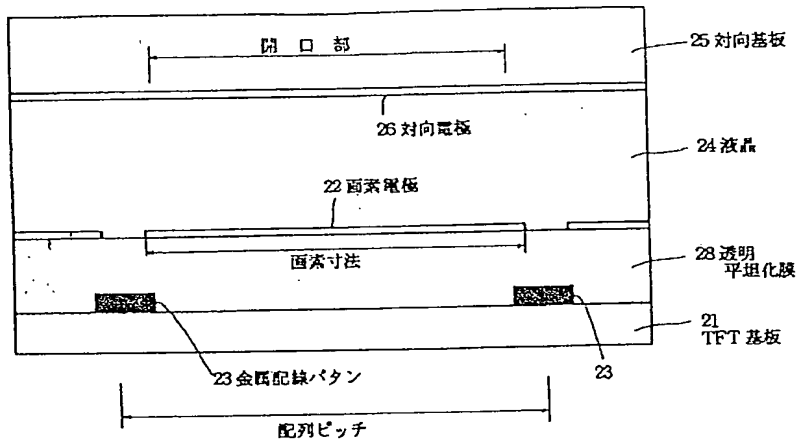 開 口 部
25 対向基板
26 対向電極
24 液晶
22 画素電極
画素寸法
28 透明
平坦化膜
21
TFT 基板
23 金属配線パタン
23
配列ピッチ